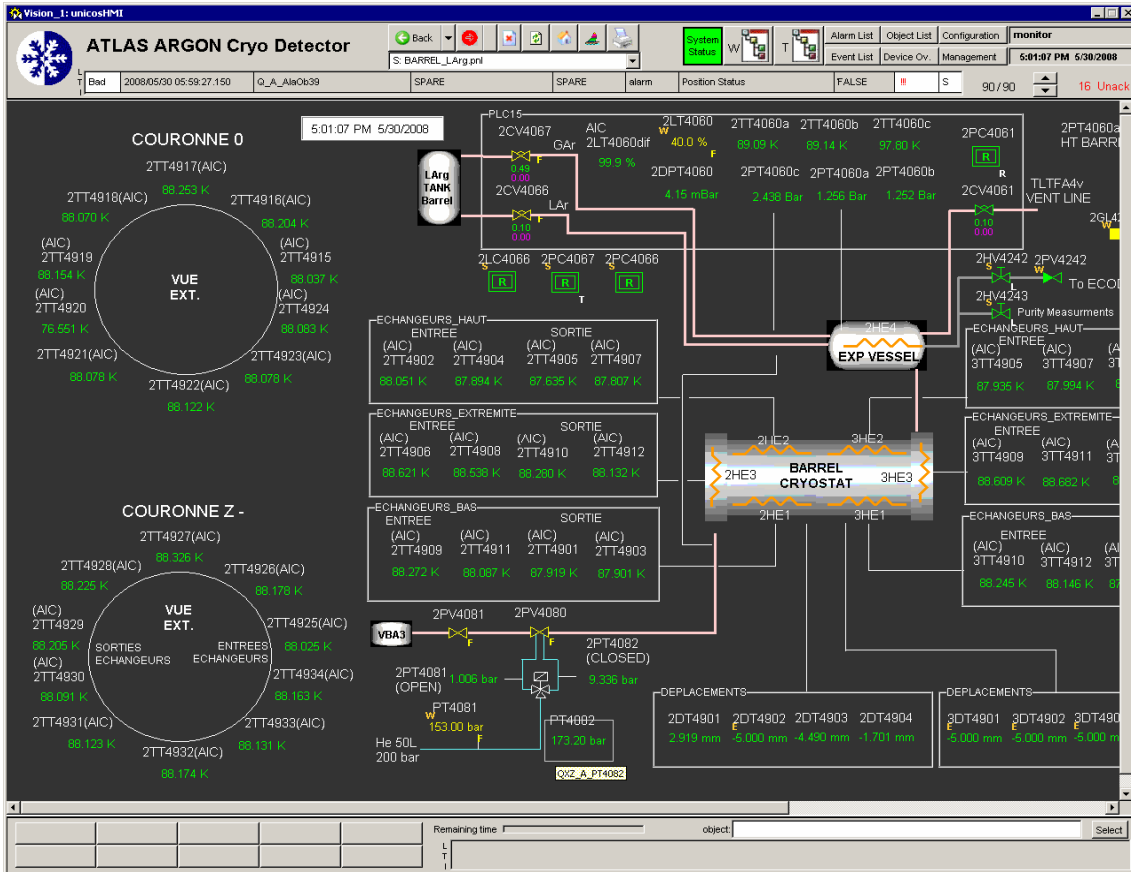 Vision_1: unicosHMI
ATLAS ARGON Cryo Detector
Back
S: BARREL_LArg.pnl
System Status
W
T
Alarm List
Object List
Configuration
monitor
Event List
Device Ov.
Management
5:01:07 PM 5/30/2008
L
T
I
Bad
2008/05/30 05:59:27.150
Q_A_AlaOb39
SPARE
SPARE
alarm
Position Status
FALSE
!!!
S
90/90
16 Unack
5:01:07 PM 5/30/2008
COURONNE 0
2TT4917(AIC)
88.253 K
2TT4918(AIC)
88.070 K
2TT4916(AIC)
88.204 K
(AIC)
2TT4919
88.154 K
(AIC)
2TT4915
88.037 K
VUE
EXT.
(AIC)
2TT4920
76.551 K
(AIC)
2TT4924
88.083 K
2TT4921(AIC)
88.078 K
2TT4923(AIC)
88.078 K
2TT4922(AIC)
88.122 K
LArg
TANK
Barrel
PLC15
2CV4067
GAr
F
0.49
0.00
2CV4066
LAr
F
0.10
0.00
AIC
2LT4060dif
99.9 %
2LT4060
W
40.0 %
F
2TT4060a
89.09 K
2TT4060b
89.14 K
2TT4060c
97.80 K
2PC4061
R
R
2DPT4060
4.15 mBar
2PT4060c
2.438 Bar
2PT4060a
1.256 Bar
2PT4060b
1.252 Bar
2CV4061
0.10
0.00
2PT4060a
HT BARRE
TLTFA4v
VENT LINE
2GL42
W
2LC4066
S
R
2PC4067
S
R
T
2PC4066
S
R
2HV4242
S
L
2PV4242
W
To ECOD
2HV4243
S
L
Purity Measurments
2HE4
EXP VESSEL
ECHANGEURS_HAUT
ENTREE
SORTIE
(AIC)
2TT4902
88.051 K
(AIC)
2TT4904
87.894 K
(AIC)
2TT4905
87.635 K
(AIC)
2TT4907
87.807 K
ECHANGEURS_EXTREMITE
ENTREE
SORTIE
(AIC)
2TT4906
88.621 K
(AIC)
2TT4908
88.538 K
(AIC)
2TT4910
88.280 K
(AIC)
2TT4912
88.132 K
ECHANGEURS_BAS
ENTREE
SORTIE
(AIC)
2TT4909
88.272 K
(AIC)
2TT4911
88.087 K
(AIC)
2TT4901
87.919 K
(AIC)
2TT4903
87.901 K
2HE2
3HE2
2HE3
BARREL
CRYOSTAT
3HE3
2HE1
3HE1
ECHANGEURS_HAUT
ENTREE
(AIC)
3TT4905
87.935 K
(AIC)
3TT4907
87.994 K
ECHANGEURS_EXTREMITE
ENTREE
(AIC)
3TT4909
88.609 K
(AIC)
3TT4911
88.682 K
ECHANGEURS_BAS
ENTREE
(AIC)
3TT4910
88.245 K
(AIC)
3TT4912
88.146 K
COURONNE Z -
2TT4927(AIC)
88.326 K
2TT4928(AIC)
88.225 K
2TT4926(AIC)
88.178 K
(AIC)
2TT4929
88.205 K
VUE
EXT.
2TT4925(AIC)
88.025 K
SORTIES
ECHANGEURS
ENTREES
ECHANGEURS
(AIC)
2TT4930
88.091 K
2TT4934(AIC)
88.163 K
2TT4931(AIC)
88.123 K
2TT4933(AIC)
88.131 K
2TT4932(AIC)
88.174 K
VBA3
2PV4081
F
2PV4080
F
2PT4082
(CLOSED)
9.336 bar
2PT4081
(OPEN)
1.006 bar
PT4081
W
153.00 bar
F
He 50L
200 bar
PT4082
173.20 bar
QXZ_A_PT4082
DEPLACEMENTS
2DT4901
2.919 mm
2DT4902
E
-5.000 mm
2DT4903
-4.490 mm
2DT4904
-1.701 mm
DEPLACEMENTS
3DT4901
E
-5.000 mm
3DT4902
E
-5.000 mm
3DT490
E
-5.000 m
Remaining time
object:
Select
L
T
I